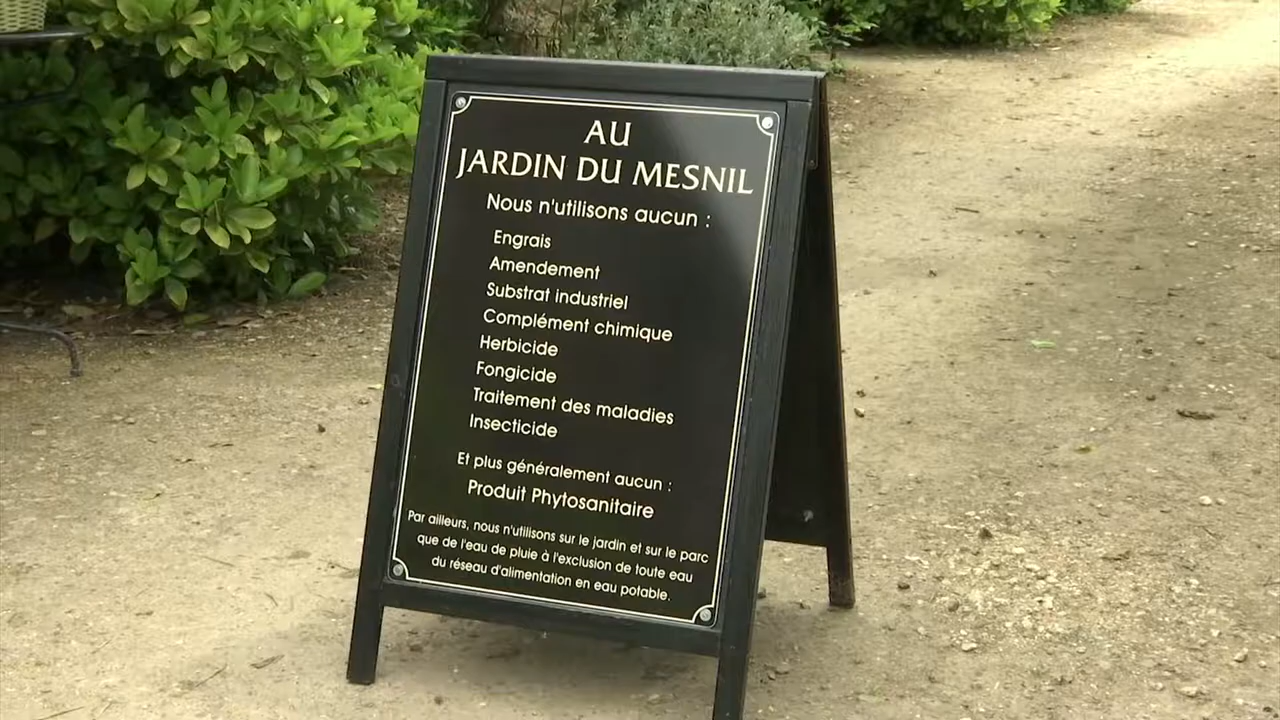 AU
JARDIN DU MESNIL
Nous n'utilisons aucun :
Engrais
Amendement
Substrat industriel
Complément chimique
Herbicide
Fongicide
Traitement des maladies
Insecticide
Et plus généralement aucun :
Produit Phytosanitaire
Par ailleurs, nous n'utilisons sur le jardin et sur le parc
que de l'eau de pluie à l'exclusion de toute eau
du réseau d'alimentation en eau potable.